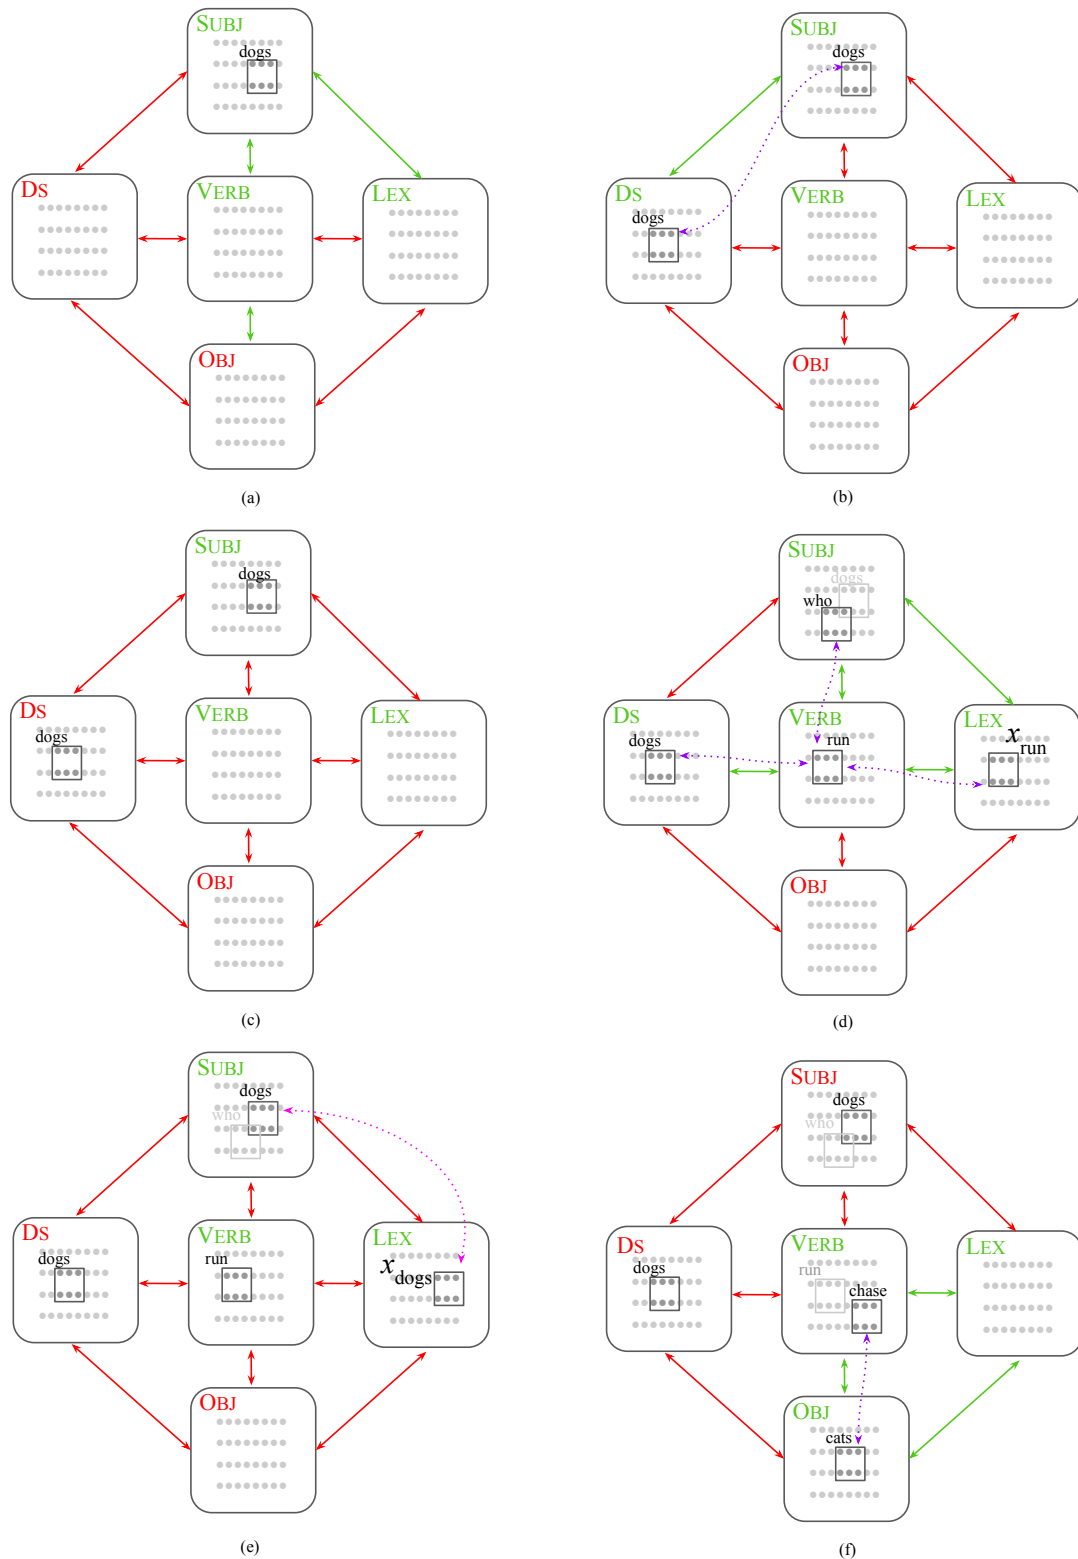 SUBJ
dogs
DS
VERB
LEX
OBJ
(a)
SUBJ
dogs
DS
dogs
VERB
LEX
OBJ
(b)
SUBJ
dogs
DS
dogs
VERB
LEX
OBJ
(c)
SUBJ
dogs
who
DS
dogs
VERB
run
LEX
x
run
OBJ
(d)
SUBJ
dogs
who
DS
dogs
VERB
run
LEX
x
dogs
OBJ
(e)
SUBJ
dogs
who
DS
dogs
VERB
run
chase
LEX
OBJ
cats
(f)